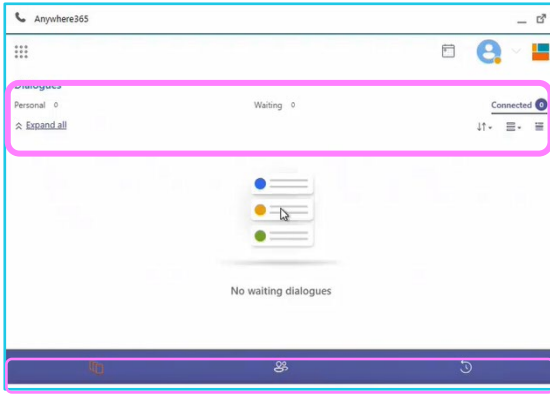 Anywhere365
Dialogues
Personal 0
Waiting 0
Connected 0
Expand all
No waiting dialogues